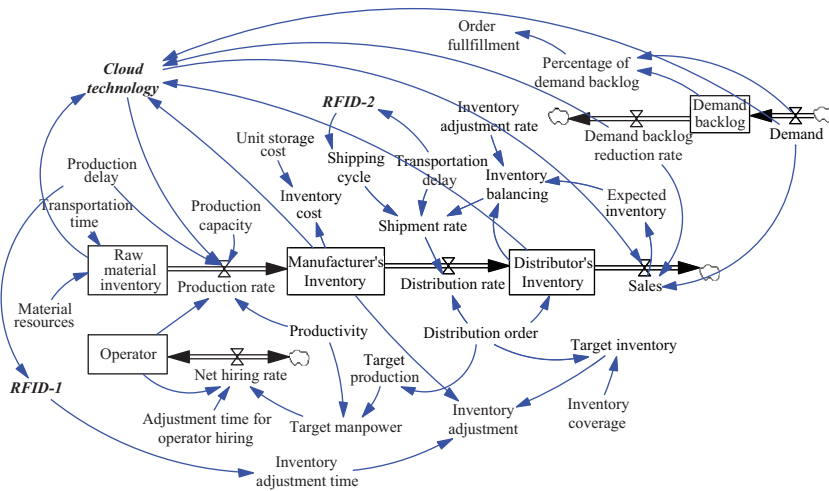 Order
fullfillment
Cloud
technology
Percentage of
demand backlog
RFID-2
Inventory
adjustment rate
Demand
backlog
Demand
Unit storage
cost
Demand backlog
reduction rate
Shipping
cycle
Transportation
delay
Inventory
balancing
Production
delay
Expected
inventory
Transportation
time
Production
capacity
Inventory
cost
Shipment rate
Raw
material
inventory
Manufacturer's
Inventory
Distributor's
Inventory
Production rate
Distribution rate
Sales
Material
resources
Productivity
Distribution order
Operator
Target inventory
Target
production
Net hiring rate
RFID-1
Adjustment time for
operator hiring
Target manpower
Inventory
adjustment
Inventory
coverage
Inventory
adjustment time